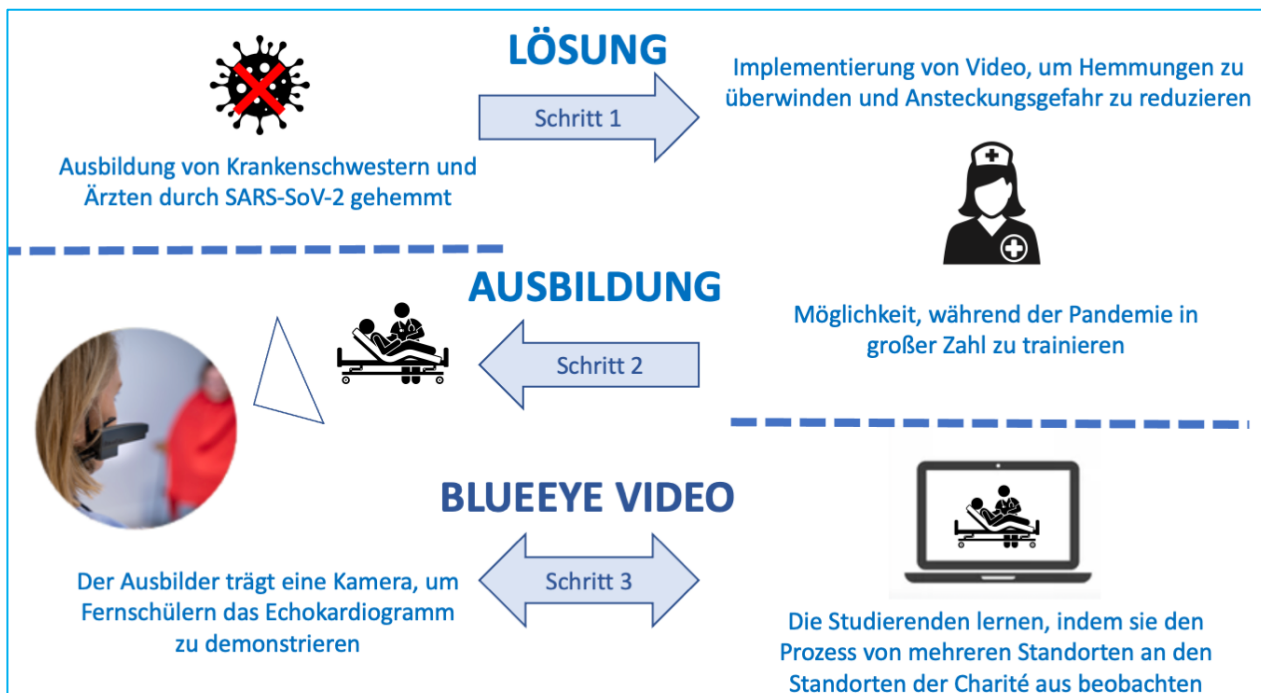 LÖSUNG
Schritt 1
Ausbildung von Krankenschwestern und
Ärzten durch SARS-SoV-2 gehemmt
Implementierung von Video, um Hemmungen zu
überwinden und Ansteckungsgefahr zu reduzieren
AUSBILDUNG
Schritt 2
Möglichkeit, während der Pandemie in
großer Zahl zu trainieren
BLUEEYE VIDEO
Schritt 3
Der Ausbilder trägt eine Kamera, um
Fernschülern das Echokardiogramm
zu demonstrieren
Die Studierenden lernen, indem sie den
Prozess von mehreren Standorten an den
Standorten der Charité aus beobachten